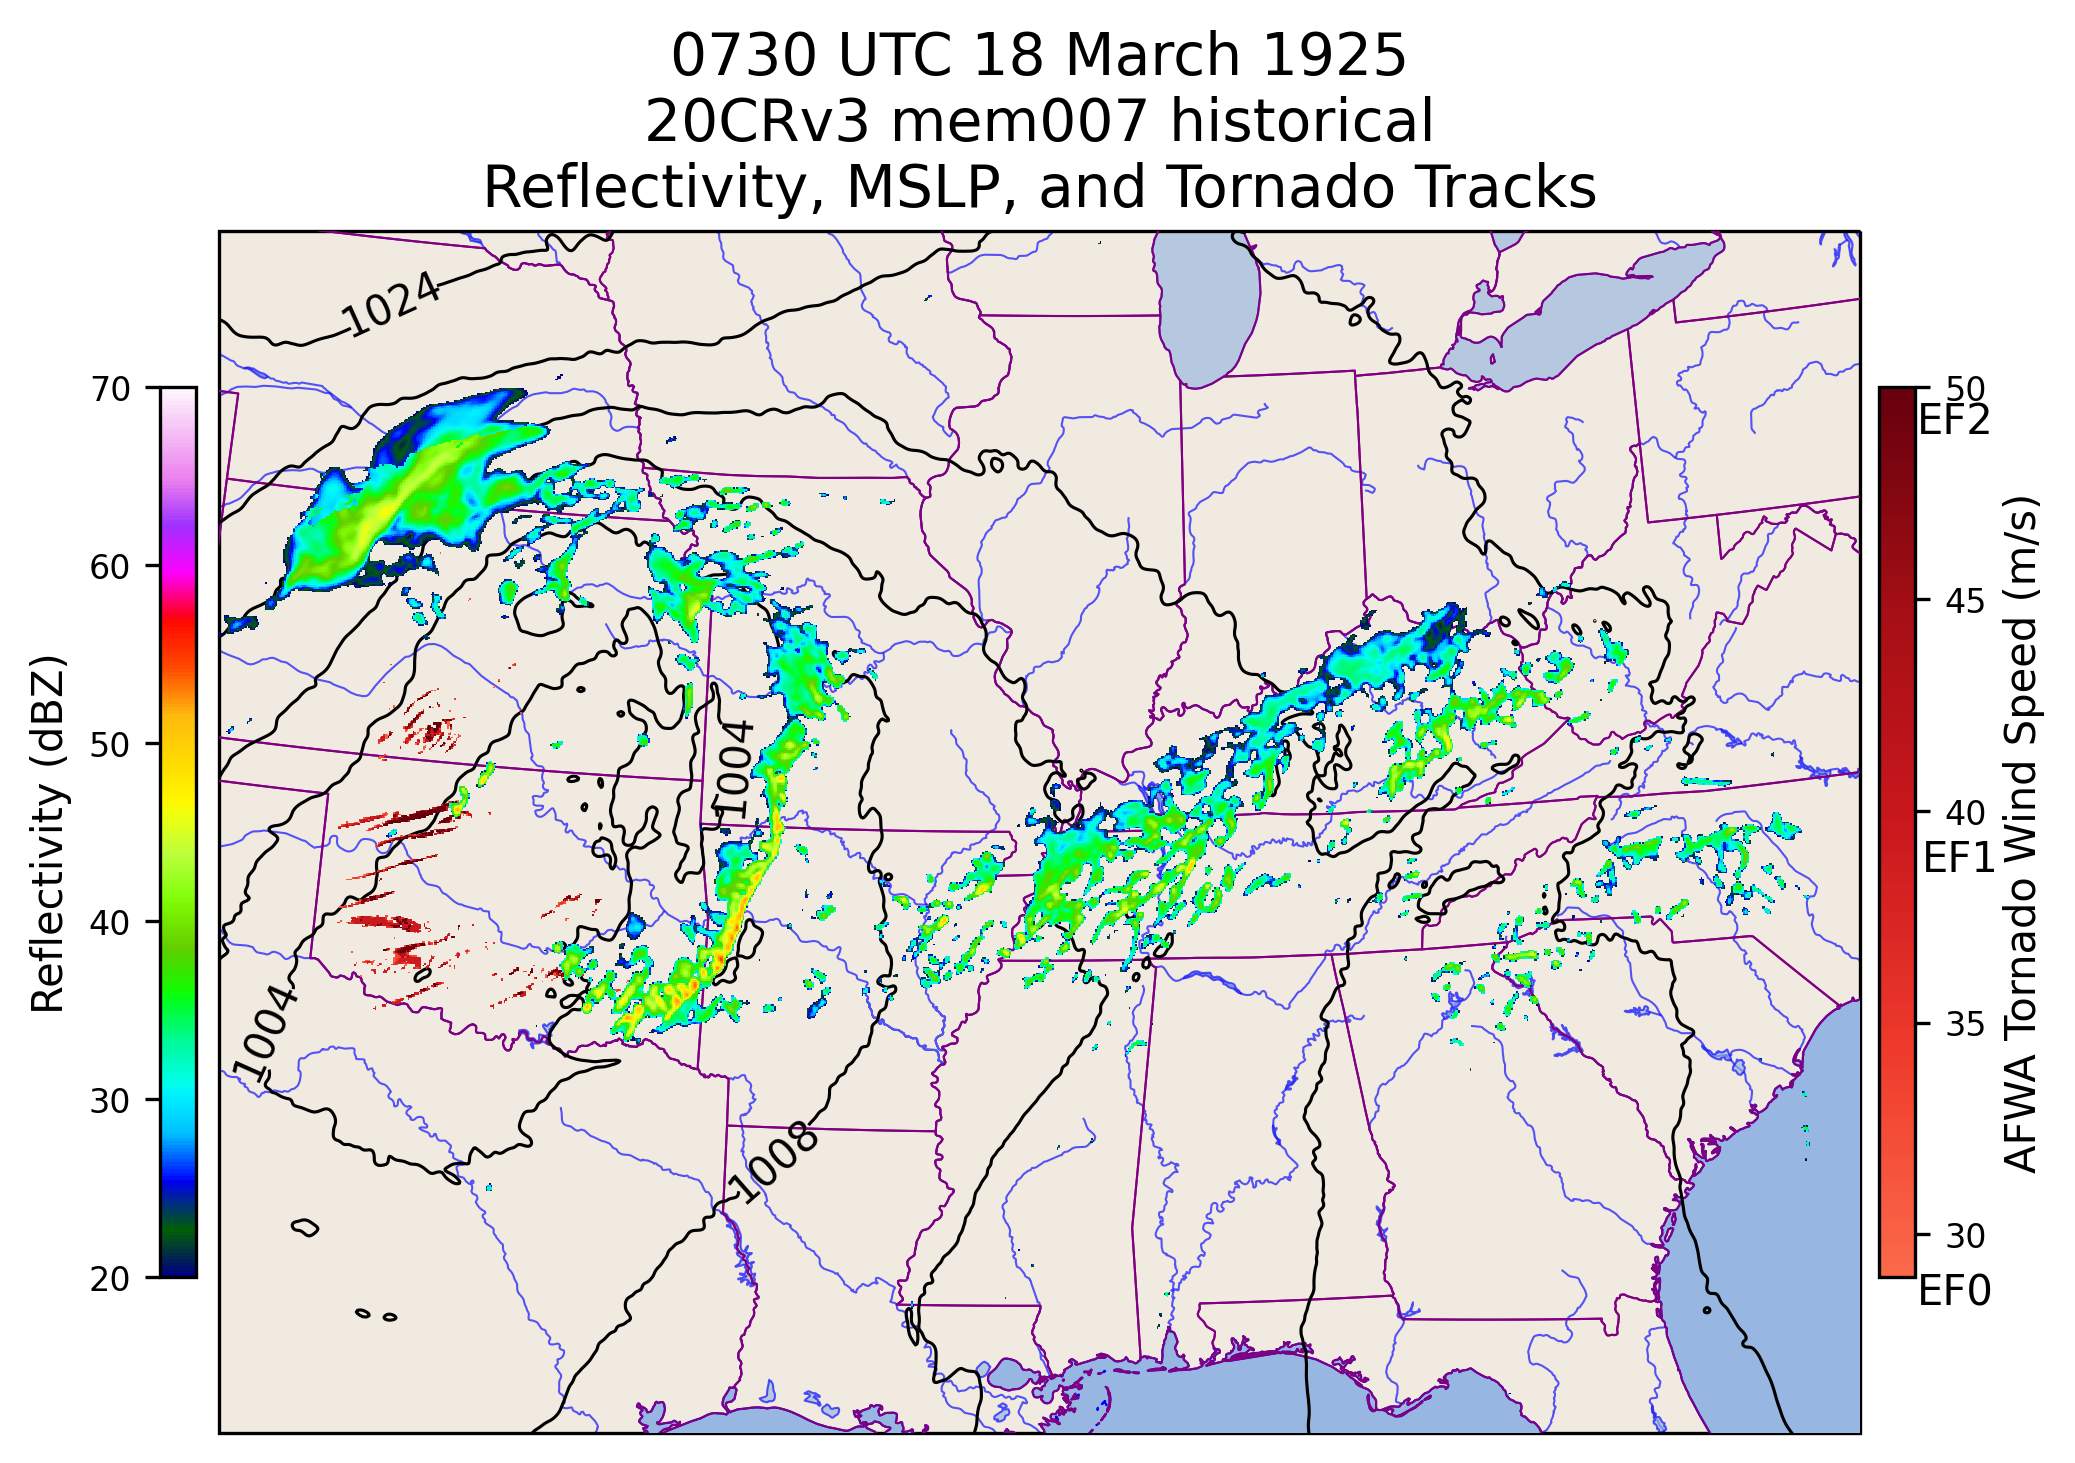 0730 UTC 18 March 1925
20CRv3 mem007 historical
Reflectivity, MSLP, and Tornado Tracks
1024
1004
1004
1008
70
60
50
40
30
20
Reflectivity (dBZ)
50
EF2
45
40
EF1
35
30
EF0
AFWA Tornado Wind Speed (m/s)